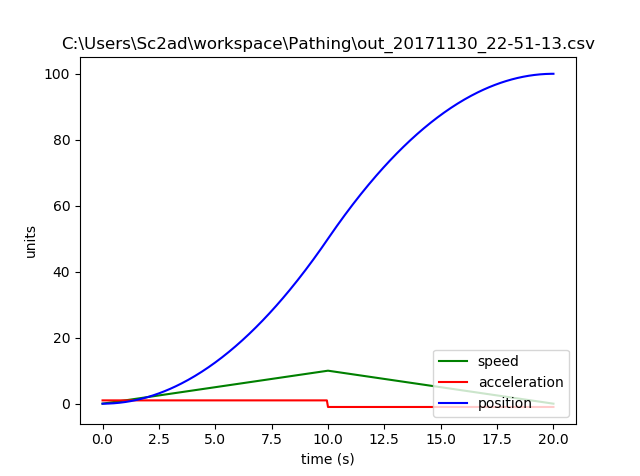 C:\Users\Sc2ad\workspace\Pathing\out_20171130_22-51-13.csv
100
80
60
40
20
0
units
speed
acceleration
position
0.0 2.5 5.0 7.5 10.0 12.5 15.0 17.5 20.0
time (s)